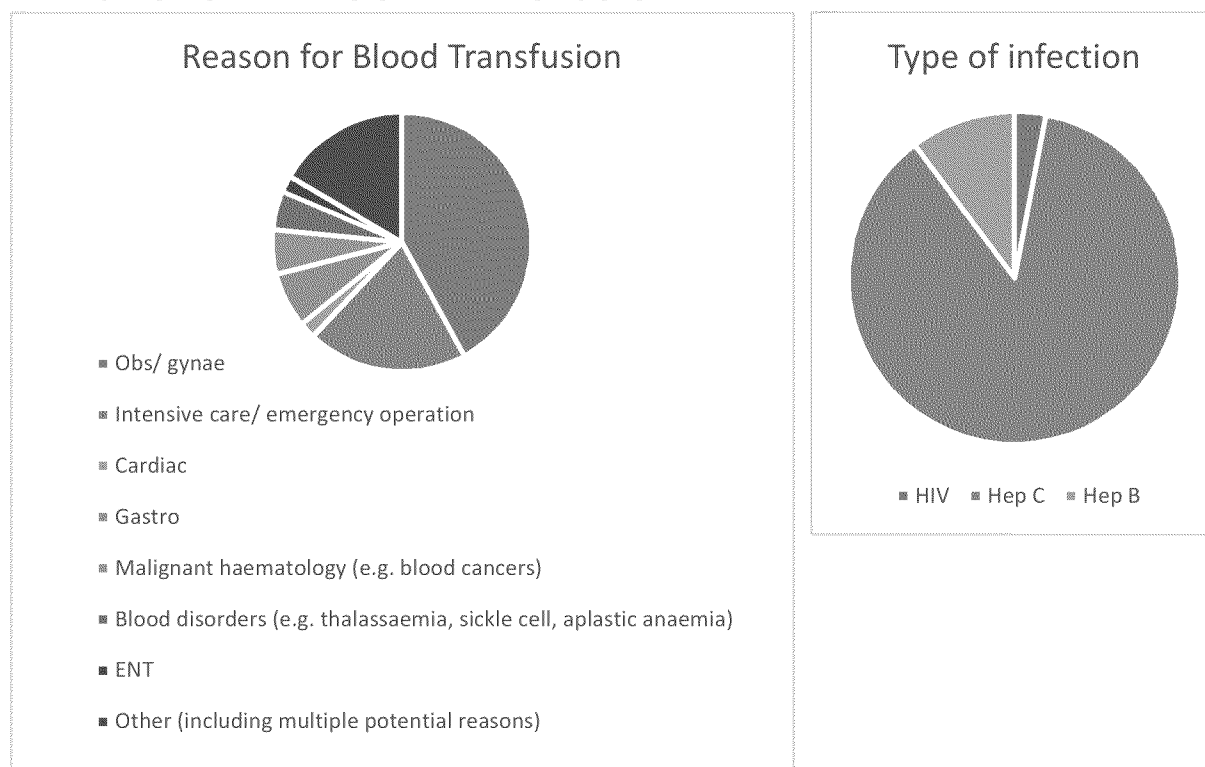 Reason for Blood Transfusion
Obs/ gynae
Intensive care/ emergency operation
Cardiac
Gastro
Malignant haematology (e.g. blood cancers)
Blood disorders (e.g. thalassaemia, sickle cell, aplastic anaemia)
ENT
Other (including multiple potential reasons)
Type of infection
HIV Hep C Hep B